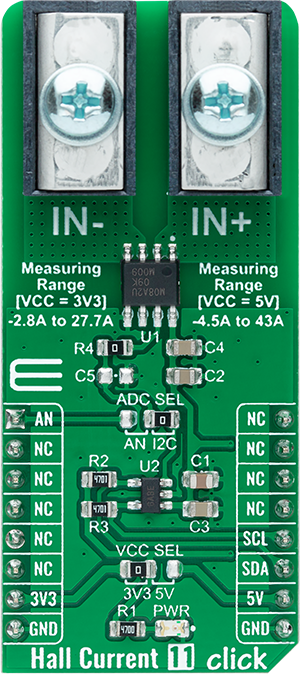 IN- IN+
Measuring Range [VCC = 3V3]
-2.8A to 27.7A
Measuring Range [VCC = 5V]
-4.5A to 43A
M08A2U
09K
M009
U1
R4
C4
C5
C2
ADC SEL
AN I2C
AN
NC
NC
NC
NC
NC
3V3
GND
R2
4701
R3
4701
U2
C1
C3
VCC SEL
3V3 5V
R1
4700
PWR
NC
NC
NC
NC
SCL
SDA
5V
GND
Hall Current 11 click